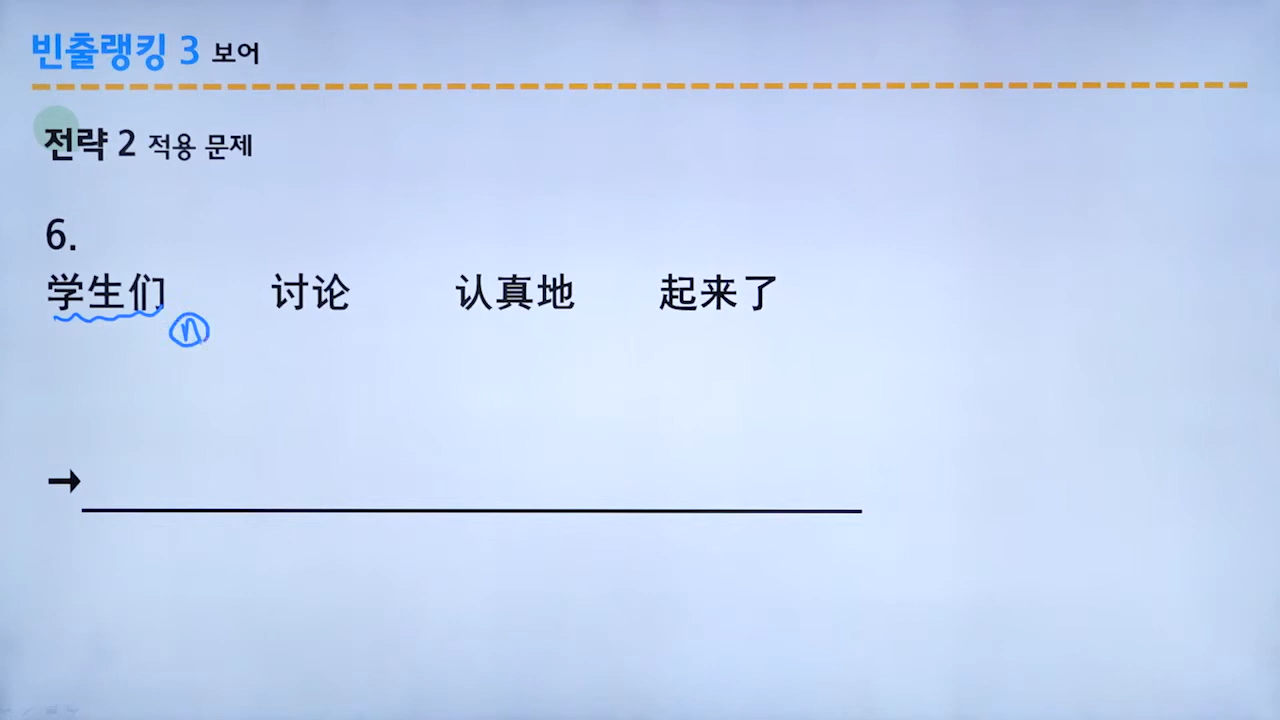 빈출랭킹 3 보어
전략 2 적용 문제
6.
学生们 讨论 认真地 起来了
n
→